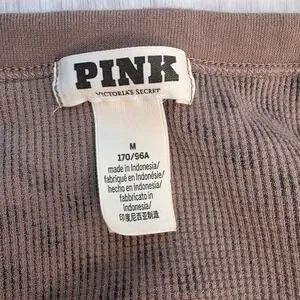 PINK
VICTORIA'S SECRET
M
170/96A
made in Indonesia/
fabriqué en Indonésie/
hecho en Indonesia/
fabbricato in
Indonesia/
印度尼西亚制造